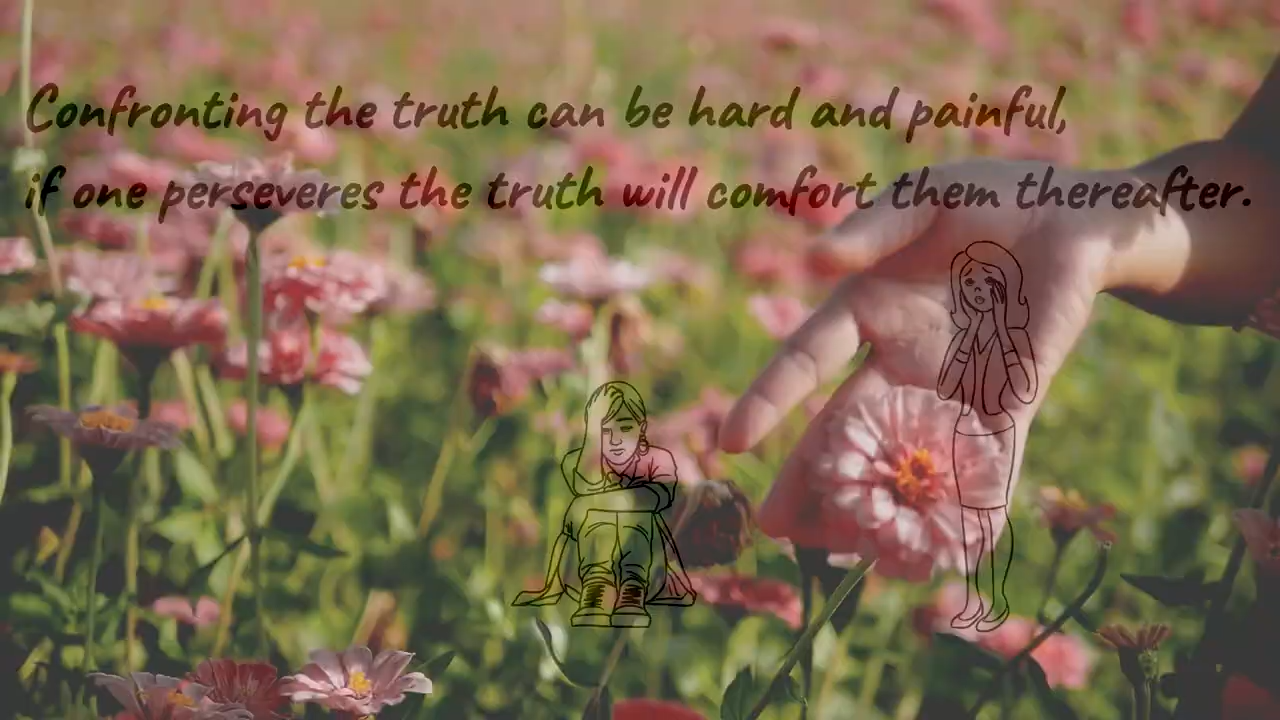 Confronting the truth can be hard and painful,
if one perseveres the truth will comfort them thereafter.